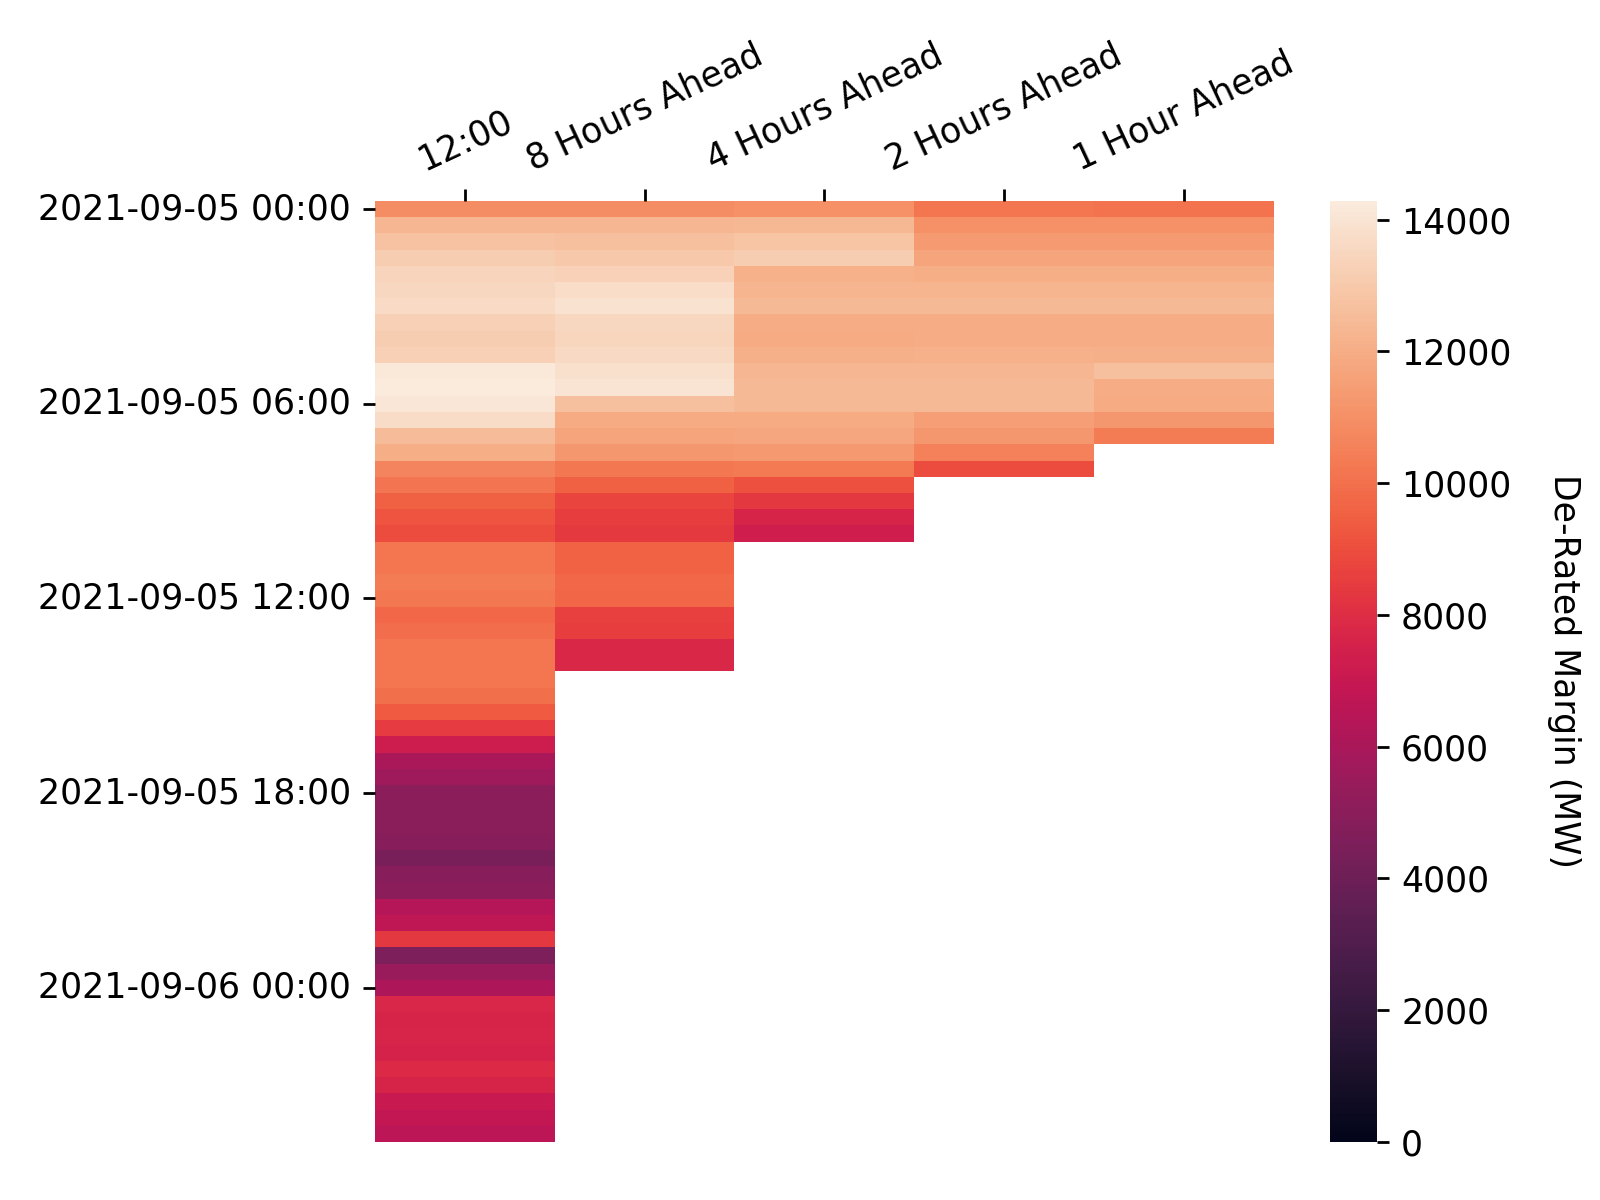 12:00
8 Hours Ahead
4 Hours Ahead
2 Hours Ahead
1 Hour Ahead
2021-09-05 00:00
2021-09-05 06:00
2021-09-05 12:00
2021-09-05 18:00
2021-09-06 00:00
14000
12000
10000
8000
6000
4000
2000
0
De-Rated Margin (MW)